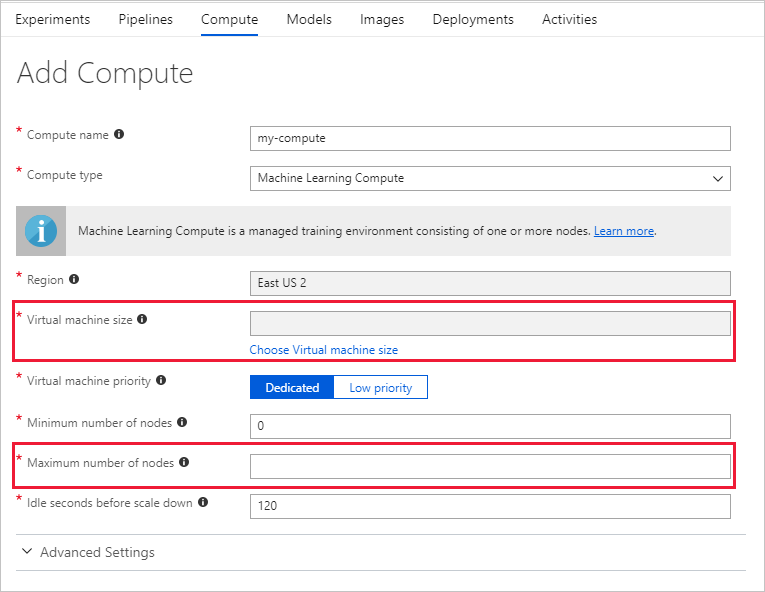 Experiments Pipelines Compute Models Images Deployments Activities
Add Compute
* Compute name
my-compute
* Compute type
Machine Learning Compute
Machine Learning Compute is a managed training environment consisting of one or more nodes. Learn more.
* Region
East US 2
* Virtual machine size
Choose Virtual machine size
* Virtual machine priority
Dedicated Low priority
* Minimum number of nodes
0
* Maximum number of nodes
* Idle seconds before scale down
120
Advanced Settings